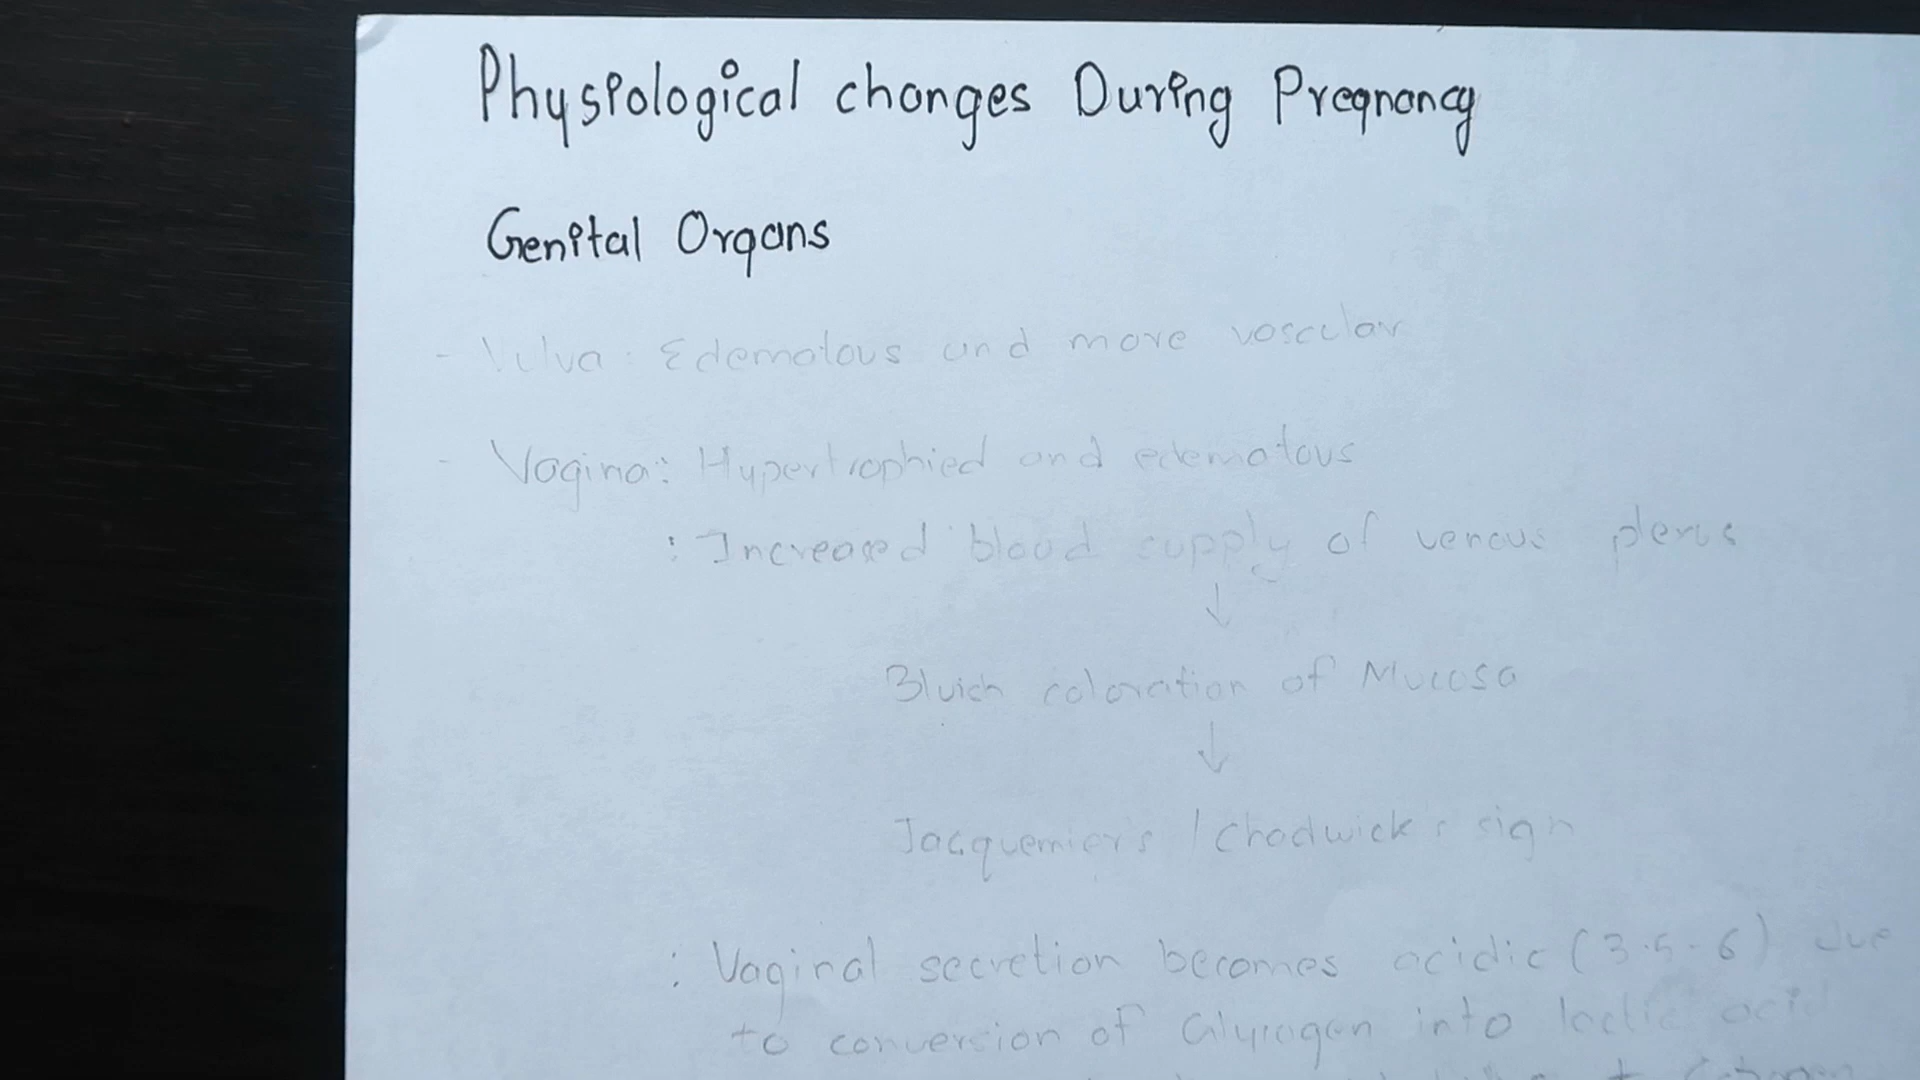 Physiological changes During Pregnancy
Genital Organs
- Vulva : Edematous and more vascular
- Vagina : Hypertrophied and edematous
: Increased blood supply of venous plexus
↓
Bluish coloration of Mucosa
↓
Jacquemier's / Chadwick's sign
: Vaginal secretion becomes acidic (3.5-6) due
to conversion of Glycogen into lactic acid